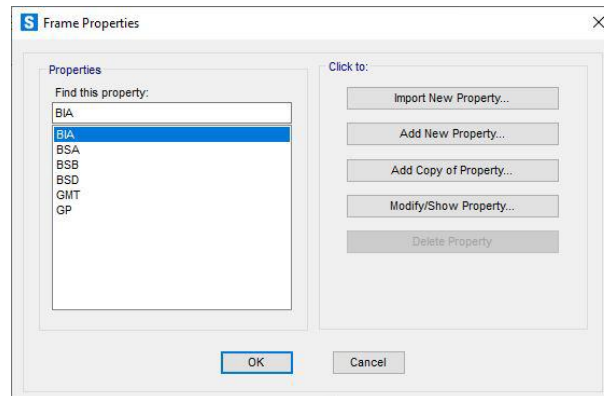 S Frame Properties
Properties
Find this property:
BIA
BIA
BSA
BSB
BSD
GMT
GP
Click to:
Import New Property...
Add New Property...
Add Copy of Property...
Modify/Show Property...
Delete Property
OK
Cancel